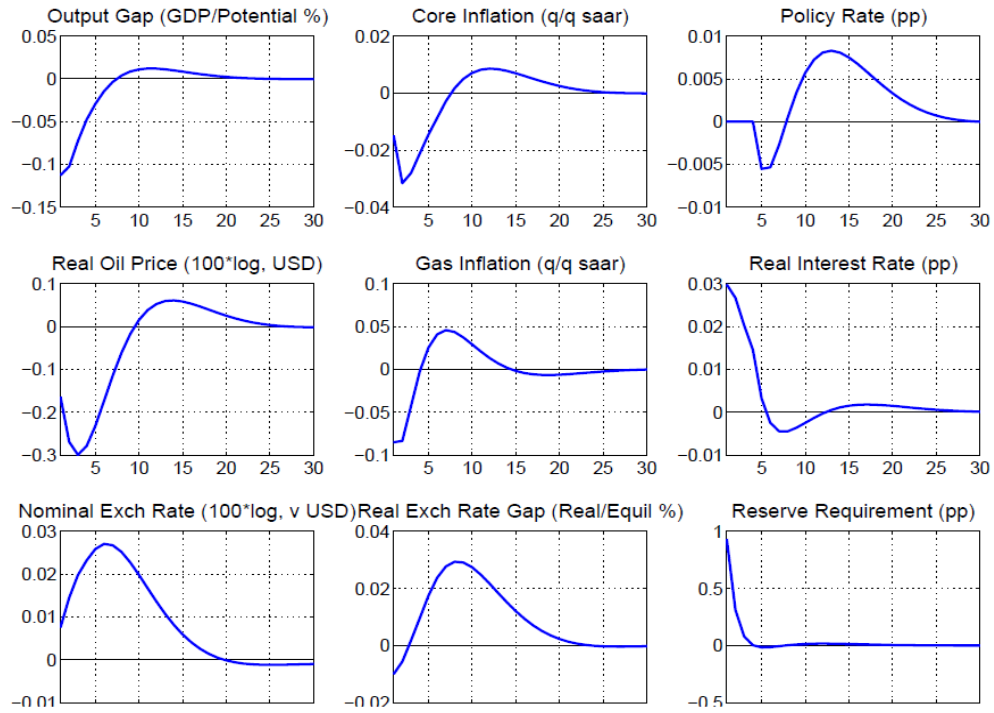 Output Gap (GDP/Potential %) Core Inflation (q/q saar) Policy Rate (pp)
0.05 0.02 0.01
0 0 0.005
−0.05 −0.02 0
−0.1 −0.005
−0.15 −0.04 −0.01
5 10 15 20 25 30 5 10 15 20 25 30 5 10 15 20 25 30
Real Oil Price (100*log, USD) Gas Inflation (q/q saar) Real Interest Rate (pp)
0.1 0.1 0.03
0 0.05 0.02
−0.1 0 0.01
−0.2 −0.05 0
−0.3 −0.1 −0.01
5 10 15 20 25 30 5 10 15 20 25 30 5 10 15 20 25 30
Nominal Exch Rate (100*log, v USD) Real Exch Rate Gap (Real/Equil %) Reserve Requirement (pp)
0.03 0.04 1
0.02 0.02 0.5
0.01 0 0
0
−0.01 −0.02 −0.5